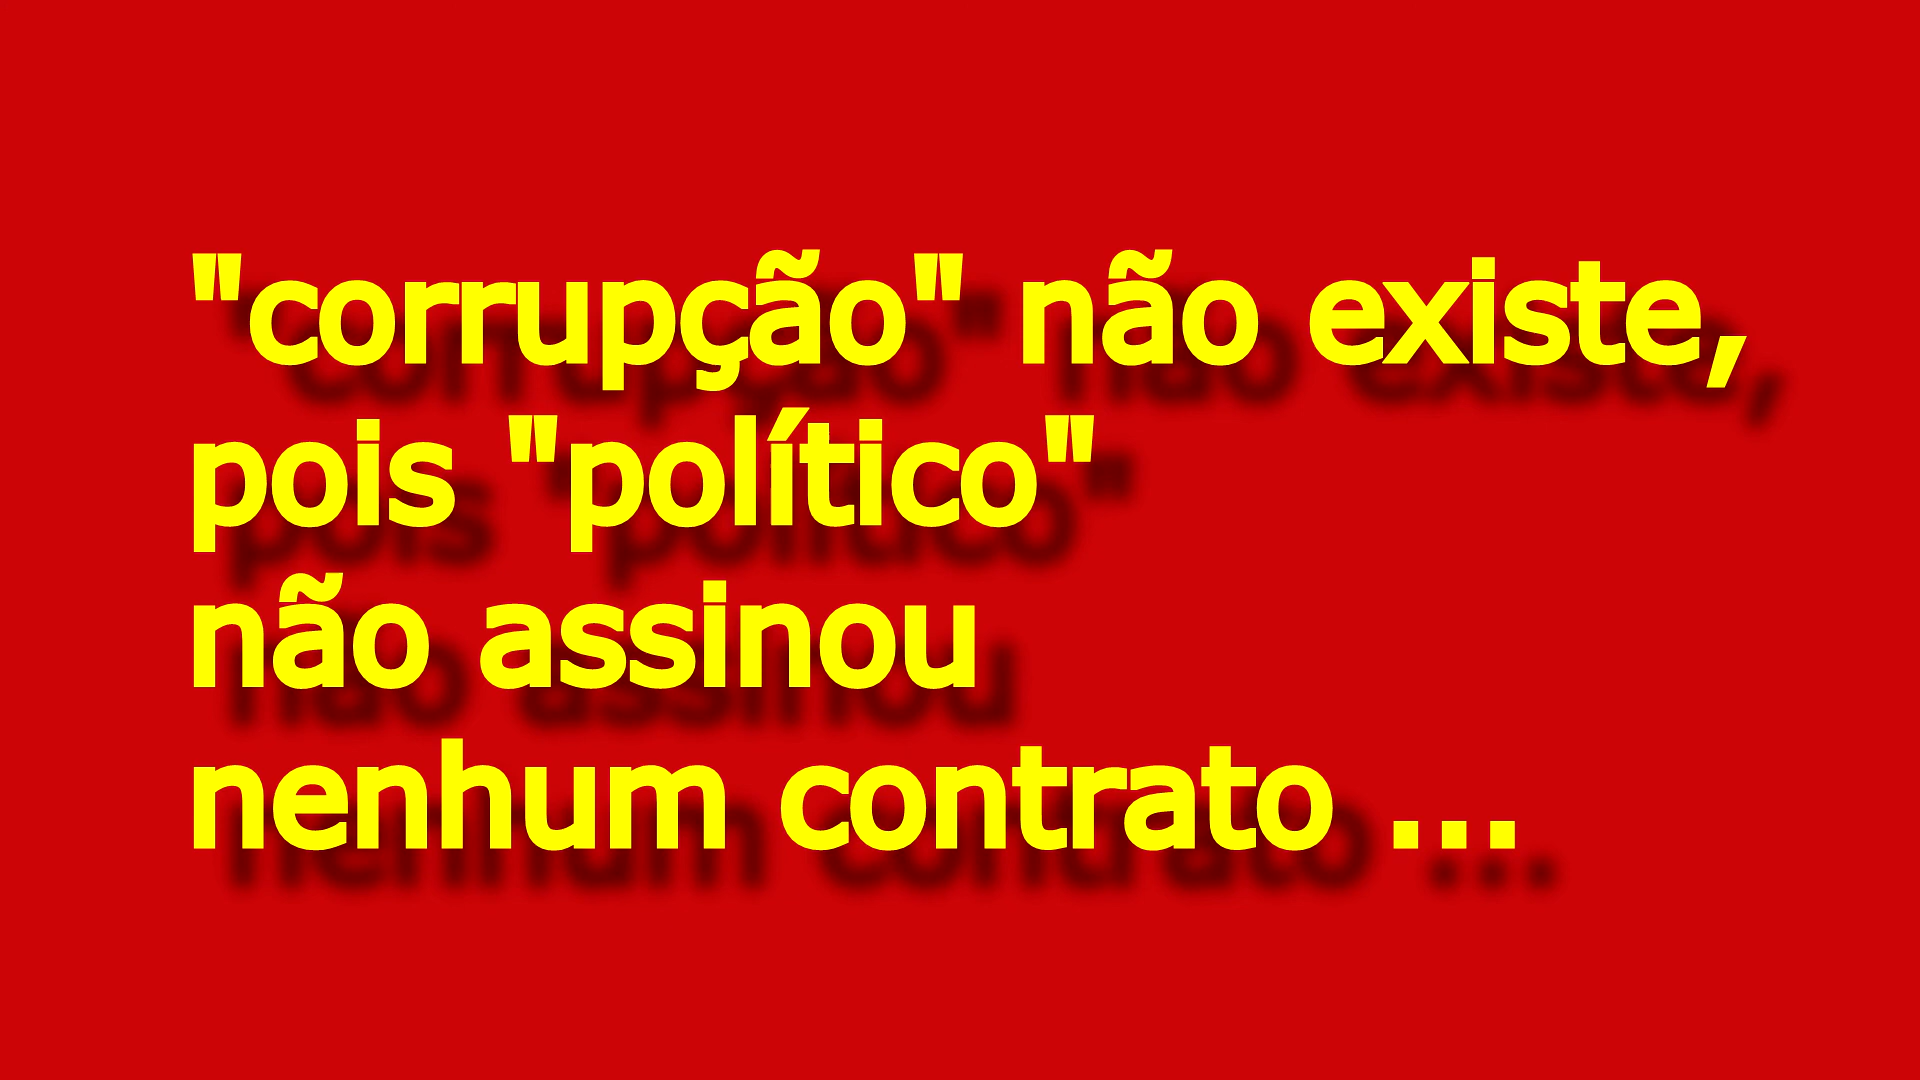 "corrupção" não existe,
pois "político"
não assinou
nenhum contrato ...